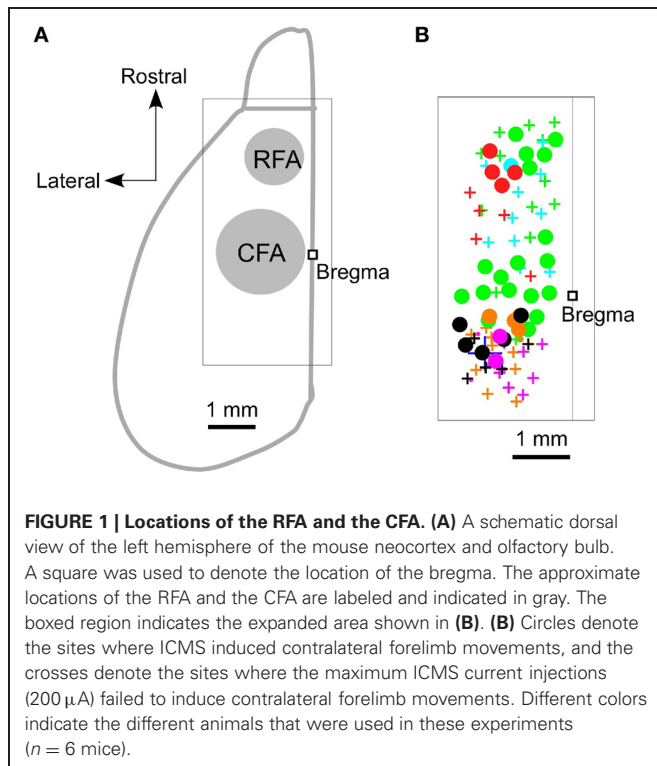 A
B
Rostral
Lateral
RFA
CFA
Bregma
Bregma
1 mm
1 mm
FIGURE 1 | Locations of the RFA and the CFA. (A) A schematic dorsal
view of the left hemisphere of the mouse neocortex and olfactory bulb.
A square was used to denote the location of the bregma. The approximate
locations of the RFA and the CFA are labeled and indicated in gray. The
boxed region indicates the expanded area shown in (B). (B) Circles denote
the sites where ICMS induced contralateral forelimb movements, and the
crosses denote the sites where the maximum ICMS current injections
(200 μA) failed to induce contralateral forelimb movements. Different colors
indicate the different animals that were used in these experiments
(n = 6 mice).